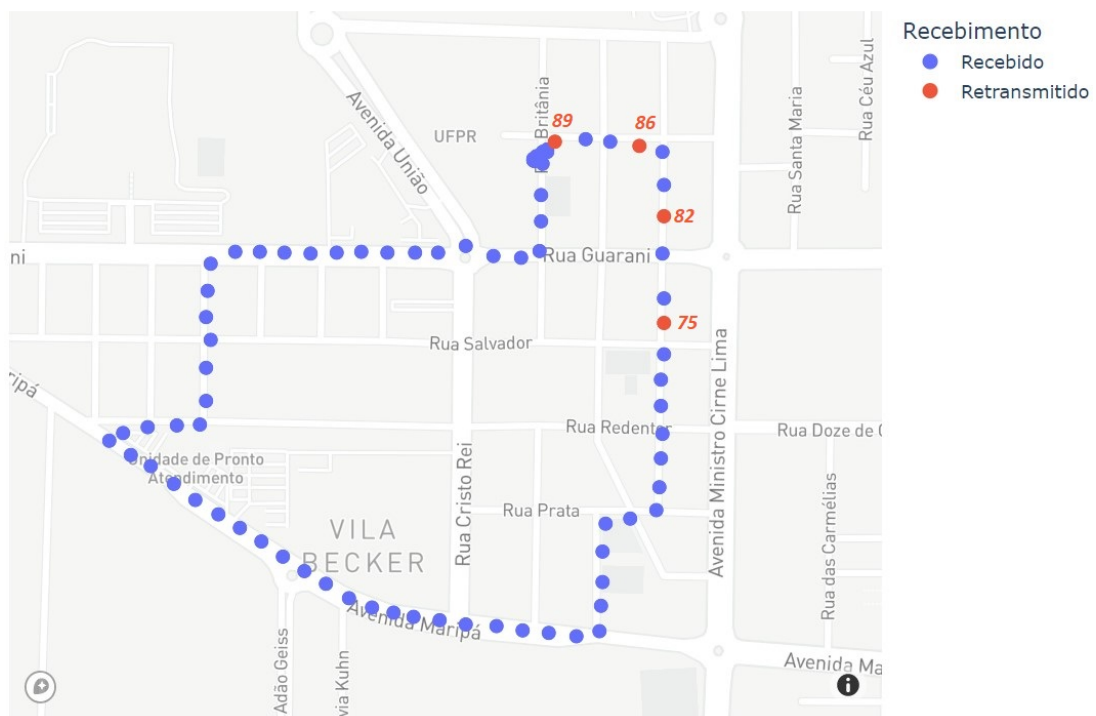 Recebimento
Recebido
Retransmitido
Avenida União
UFPR
Britânia
89
86
82
75
Rua Santa Maria
Rua Céu Azul
ni
Rua Guarani
Rua Salvador
Avenida Ministro Cirne Lima
ripá
Rua Redentor
Rua Doze de O
Unidade de Pronto
Atendimento
Rua Cristo Rei
Rua Prata
VILA
BECKER
Rua das Carmélias
Avenida Maripá
Adão Geiss
via Kuhn
Avenida Ma
i